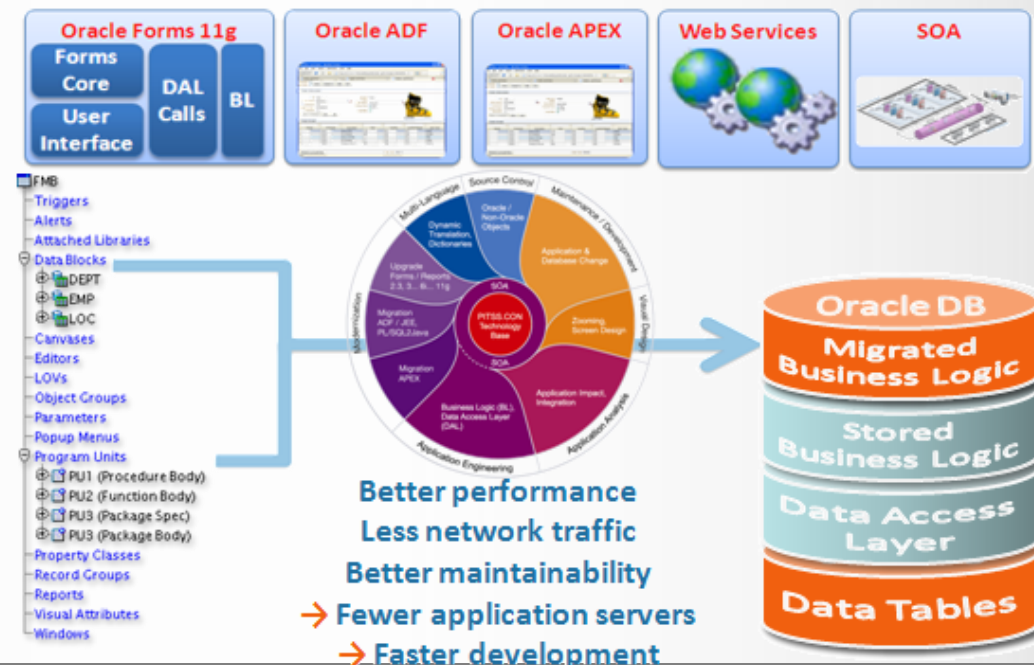 Oracle Forms 11g
Forms
Core
User
Interface
DAL
Calls
BL
Oracle ADF
Oracle APEX
Web Services
SOA
FMB
Triggers
Alerts
Attached Libraries
Data Blocks
DEPT
EMP
LOC
Canvases
Editors
LOVs
Object Groups
Parameters
Popup Menus
Program Units
PU1 (Procedure Body)
PU2 (Function Body)
PU3 (Package Spec)
PU3 (Package Body)
Property Classes
Record Groups
Reports
Visual Attributes
Windows
Multi-Language
Source Control
Maintenance / Development
Visual Design
Application Analysis
Application Engineering
Modernization
Dynamic
Translation,
Dictionaries
Oracle /
Non-Oracle
Objects
Application &
Database Change
Zooming,
Screen Design
Application Impact,
Integration
Business Logic (BL),
Data Access Layer
(DAL)
Migration
APEX
Migration
ADF / JEE,
PL/SQL2Java
Upgrade
Forms / Reports
2.3, 3... 6i... 11g
SOA
PITSS.CON
Technology
Base
SOA
Better performance
Less network traffic
Better maintainability
→ Fewer application servers
→ Faster development
Oracle DB
Migrated
Business Logic
Stored
Business Logic
Data Access
Layer
Data Tables